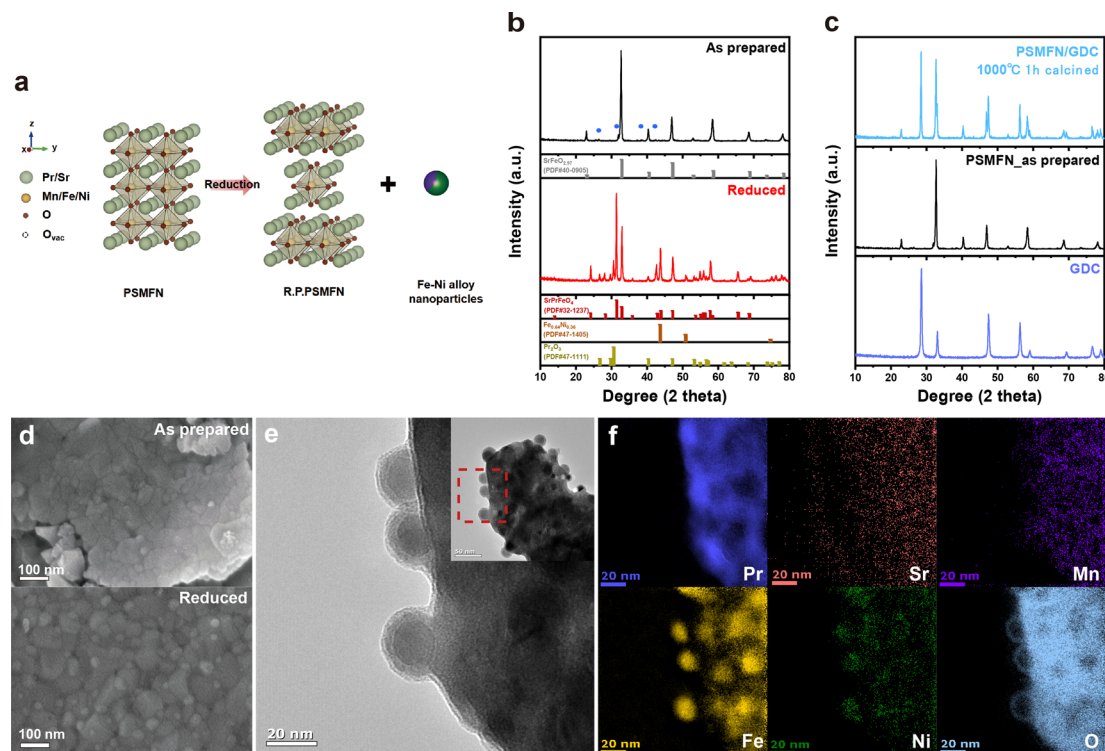 a
z
x
y
Pr/Sr
Mn/Fe/Ni
O
Ovac
PSMFN
Reduction
R.P.PSMFN
+
Fe-Ni alloy
nanoparticles
b
As prepared
SrFeO2.97
(PDF#40-0905)
Reduced
SrPrFeO4
(PDF#32-1237)
Fe0.64Ni0.36
(PDF#47-1405)
Pr2O3
(PDF#47-1111)
Intensity (a.u.)
10 20 30 40 50 60 70 80
Degree (2 theta)
c
PSMFN/GDC
1000°C 1h calcined
PSMFN_as prepared
GDC
Intensity (a.u.)
10 20 30 40 50 60 70 80
Degree (2 theta)
d
As prepared
100 nm
Reduced
100 nm
e
50 nm
20 nm
f
20 nm
Pr
20 nm
Sr
20 nm
Mn
20 nm
Fe
20 nm
Ni
20 nm
O